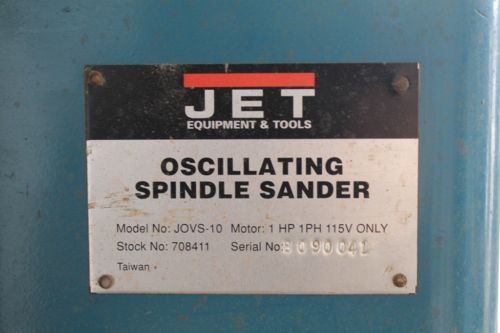 JET
EQUIPMENT & TOOLS
OSCILLATING
SPINDLE SANDER
Model No: JOVS-10 Motor: 1 HP 1PH 115V ONLY
Stock No: 708411 Serial No:
Taiwan